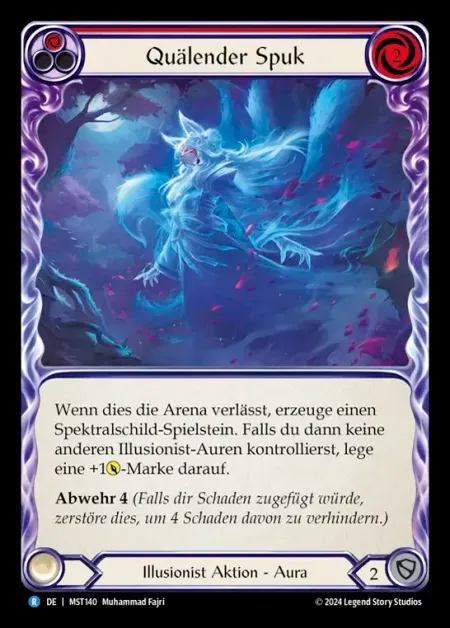 Quälender Spuk
2
Wenn dies die Arena verlässt, erzeuge einen
Spektralschild-Spielstein. Falls du dann keine
anderen Illusionist-Auren kontrollierst, lege
eine +1-Marke darauf.
Abwehr 4 (Falls dir Schaden zugefügt würde,
zerstöre dies, um 4 Schaden davon zu verhindern.)
Illusionist Aktion - Aura
2
R DE | MST140 Muhammad Fajri
© 2024 Legend Story Studios